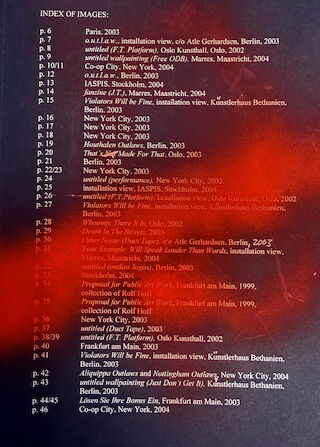 INDEX OF IMAGES:
p. 6 Paris, 2003
p. 7 o.u.t.l.a.w., installation view, c/o Atle Gerhardsen, Berlin, 2003
p. 8 untitled (F.T. Platform), Oslo Kunsthall, Oslo, 2002
p. 9 untitled wallpainting (Free ODB), Marres, Maastricht, 2004
p. 10/11 Co-op City, New York, 2004
p. 12 o.u.t.l.a.w., Berlin, 2003
p. 13 IASPIS, Stockholm, 2004
p. 14 fanzine (J.T.), Marres, Maastricht, 2004
p. 15 Violators Will be Fine, installation view, Künstlerhaus Bethanien,
Berlin, 2003
p. 16 New York City, 2003
p. 17 New York City, 2003
p. 18 New York City, 2003
p. 19 Houthalen Outlaws, Berlin, 2003
p. 20 That's Made For That, Oslo, 2003
p. 21 Berlin, 2003
p. 22/23 New York City, 2003
p. 24 untitled (performance), New York City, 2002
p. 25 installation view, IASPIS, Stockholm, 2004
p. 26 untitled (F.T. Platform), installation view, Oslo Kunsthall, Oslo, 2002
p. 27 Violators Will be Fine, installation view, Künstlerhaus Bethanien,
Berlin, 2003
p. 28 Whoomp, There It Is, Oslo, 2002
p. 29 Death In The Streets, 2003
p. 30 Other Scene (Duct Tape), c/o Atle Gerhardsen, Berlin, 2003
p. 31 Your Example Will Speak Louder Than Words, installation view,
Marres, Maastricht, 2004
p. 32 untitled (outlaw logos), Berlin, 2003
p. 33 Stockholm, 2004
p. 34 Proposal for Public Art Work, Frankfurt am Main, 1999,
collection of Rolf Hoff
p. 35 Proposal for Public Art Work, Frankfurt am Main, 1999,
collection of Rolf Hoff
p. 36 New York City, 2003
p. 37 untitled (Duct Tape), 2003
p. 38/39 untitled (F.T. Platform), Oslo Kunsthall, 2002
p. 40 Frankfurt am Main, 2003
p. 41 Violators Will be Fine, installation view, Künstlerhaus Bethanien,
Berlin, 2003
p. 42 Aliquippa Outlaws and Nottingham Outlaws, New York City, 2004
p. 43 untitled wallpainting (Just Don't Get It), Künstlerhaus Bethanien,
Berlin, 2003
p. 44/45 Lösen Sie Ihre Bonus Ein, Frankfurt am Main, 2003
p. 46 Co-op City, New York, 2004